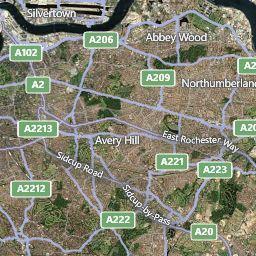 Silvertown
A206
Abbey Wood
A102
A2
A209
Northumberlan
A2213
Avery Hill
East Rochester Way
A20
Sidcup Road
A221
A223
A2212
Sidcup by-Pass
A222
A20